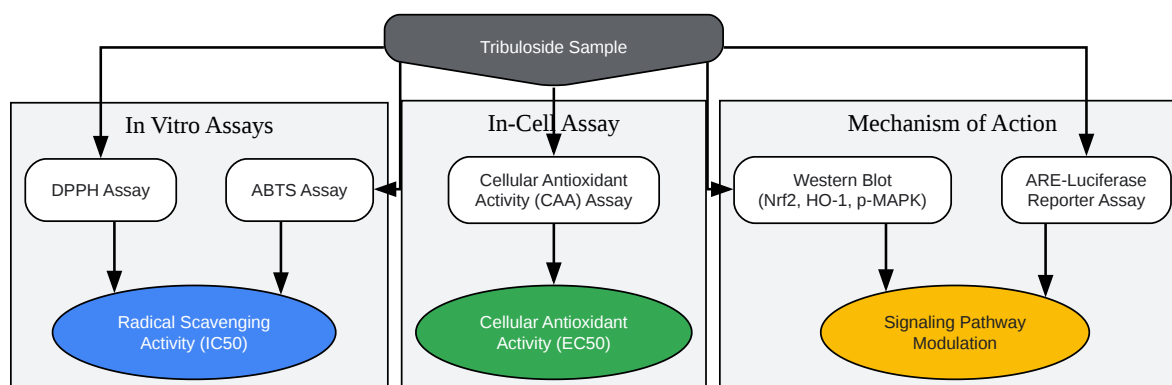 Tribuloside Sample
In Vitro Assays
In-Cell Assay
Mechanism of Action
DPPH Assay
ABTS Assay
Cellular Antioxidant
Activity (CAA) Assay
Western Blot
(Nrf2, HO-1, p-MAPK)
ARE-Luciferase
Reporter Assay
Radical Scavenging
Activity (IC50)
Cellular Antioxidant
Activity (EC50)
Signaling Pathway
Modulation